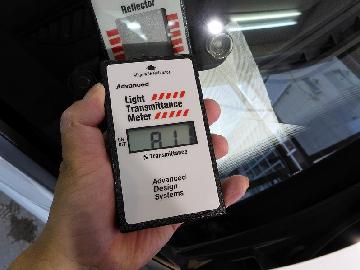 Reflector
Advanced
Light
Transmittance
Meter
81
% Transmittance
Advanced
Design
Systems